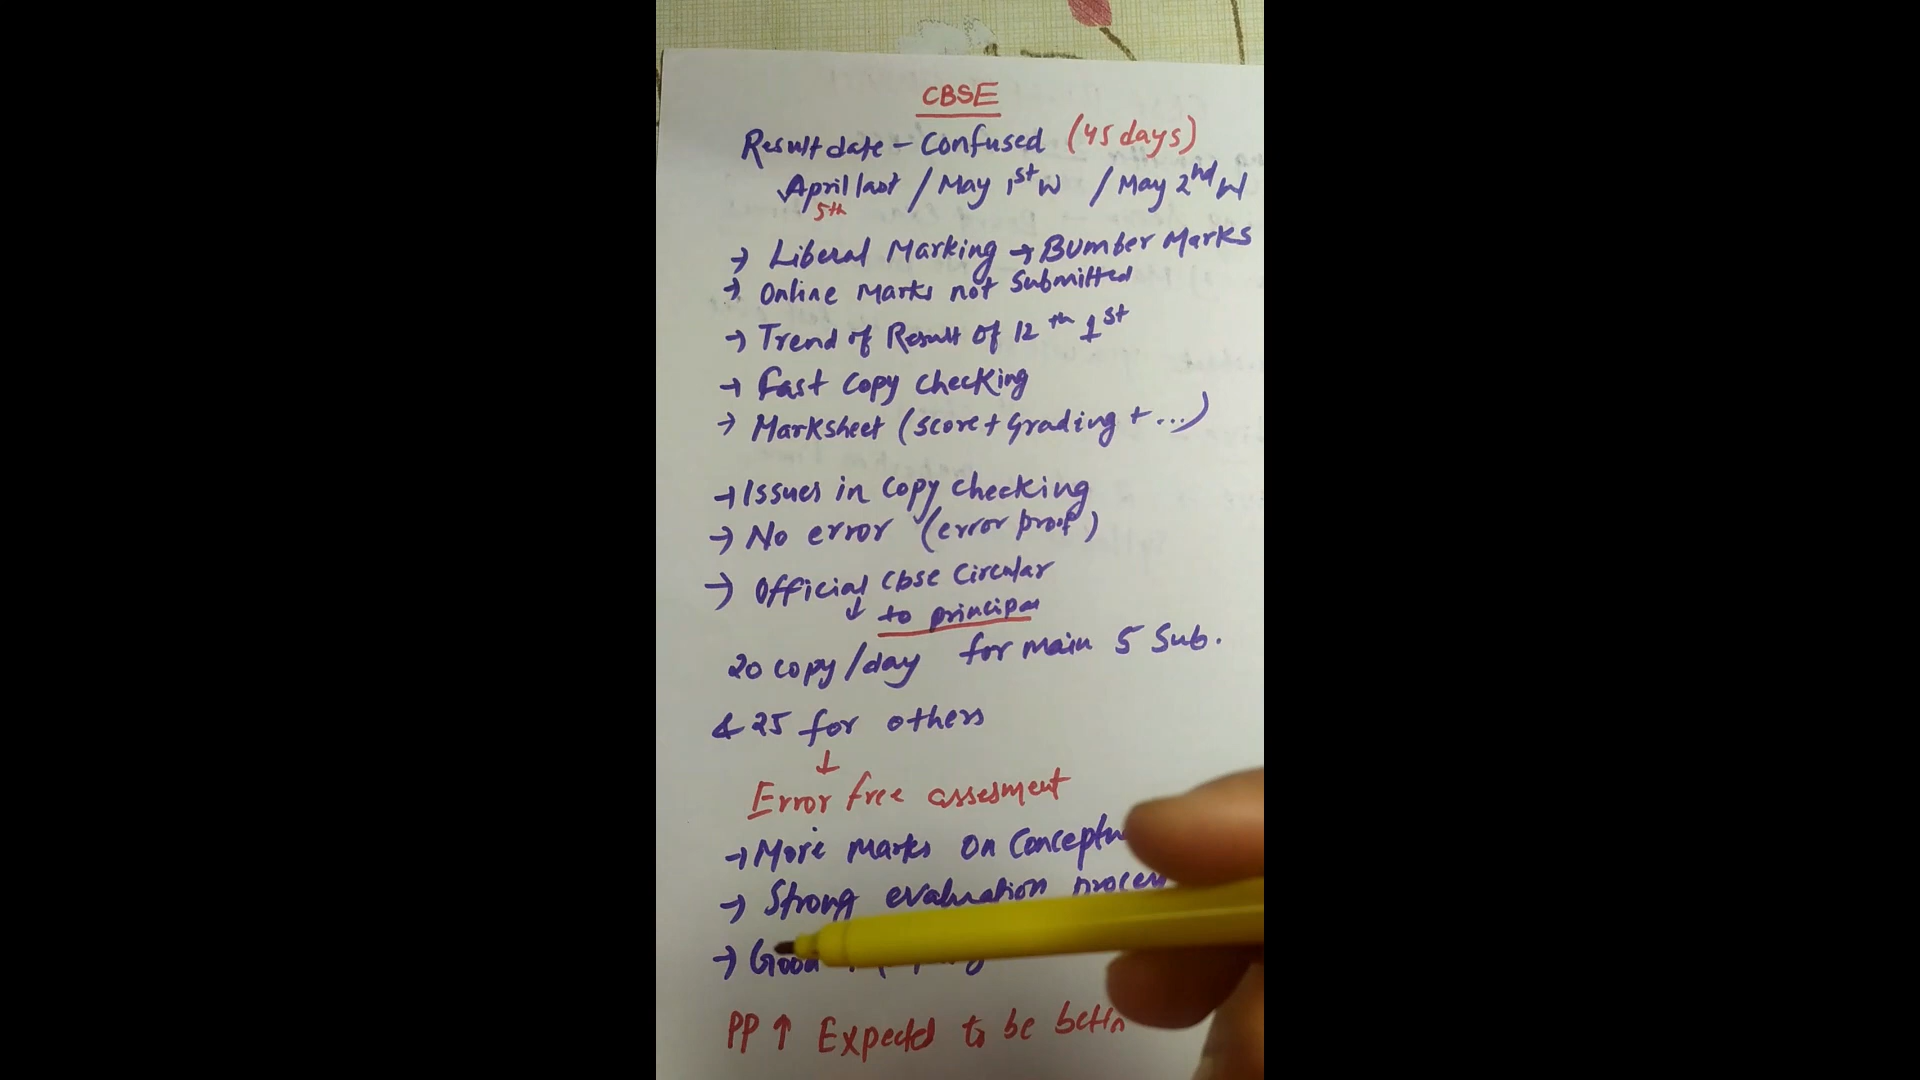 CBSE
Result date - Confused (45 days)
April last / May 1st W / May 2nd W
5th
→ Liberal Marking → Bumber Marks
→ Online Marks not Submitted
→ Trend of Result of 12th 1st
→ Fast Copy checking
→ Marksheet (Score + Grading + ...)
→ Issues in Copy checking
→ No error (error proof)
→ Official Cbse Circular
↓ to principal
20 copy/day for main 5 Sub.
& 25 for others
↓
Error free assesment
→ More marks on
→ Strong evaluation process
→ Good
PP ↑ Expected to be better